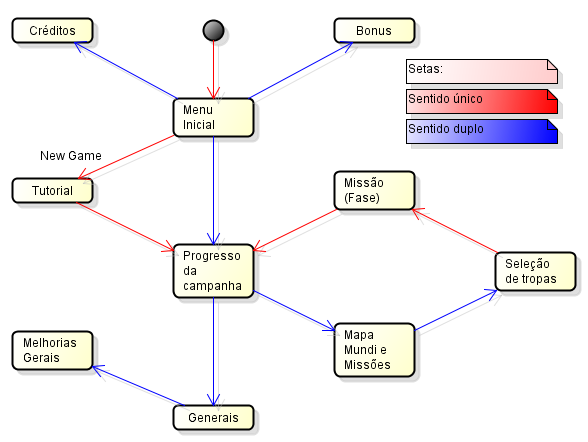 Créditos
Bonus
Setas:
Sentido único
Sentido duplo
Menu
Inicial
New Game
Tutorial
Missão
(Fase)
Progresso
da
campanha
Seleção
de tropas
Mapa
Mundi e
Missões
Melhorias
Gerais
Generais